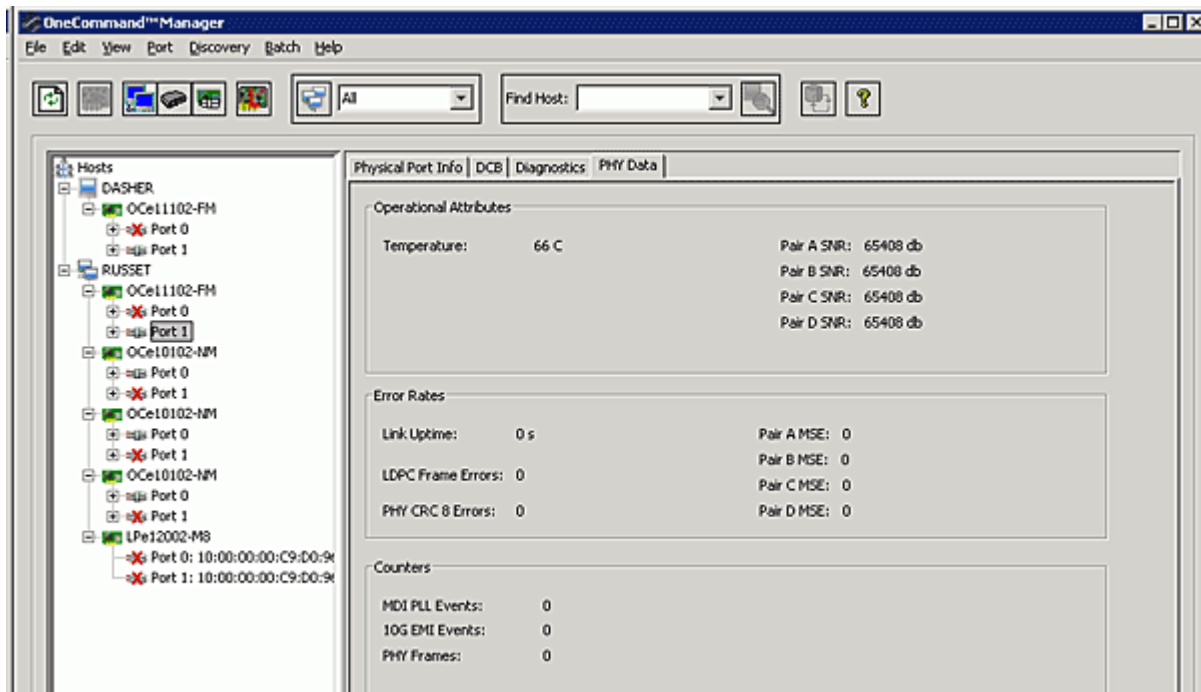 OneCommand™Manager
File Edit View Port Discovery Batch Help
All Find Host:
Hosts
DASHER
OCe11102-FM
Port 0
Port 1
RUSSET
OCe11102-FM
Port 0
Port 1
OCe10102-NM
Port 0
Port 1
OCe10102-NM
Port 0
Port 1
OCe10102-NM
Port 0
Port 1
LPe12002-M8
Port 0: 10:00:00:00:C9:D0:9
Port 1: 10:00:00:00:C9:D0:9
Physical Port Info DCB Diagnostics PHY Data
Operational Attributes
Temperature: 66 C
Pair A SNR: 65408 db
Pair B SNR: 65408 db
Pair C SNR: 65408 db
Pair D SNR: 65408 db
Error Rates
Link Uptime: 0 s
LDPC Frame Errors: 0
PHY CRC 8 Errors: 0
Pair A MSE: 0
Pair B MSE: 0
Pair C MSE: 0
Pair D MSE: 0
Counters
MDI PLL Events: 0
10G EMI Events: 0
PHY Frames: 0